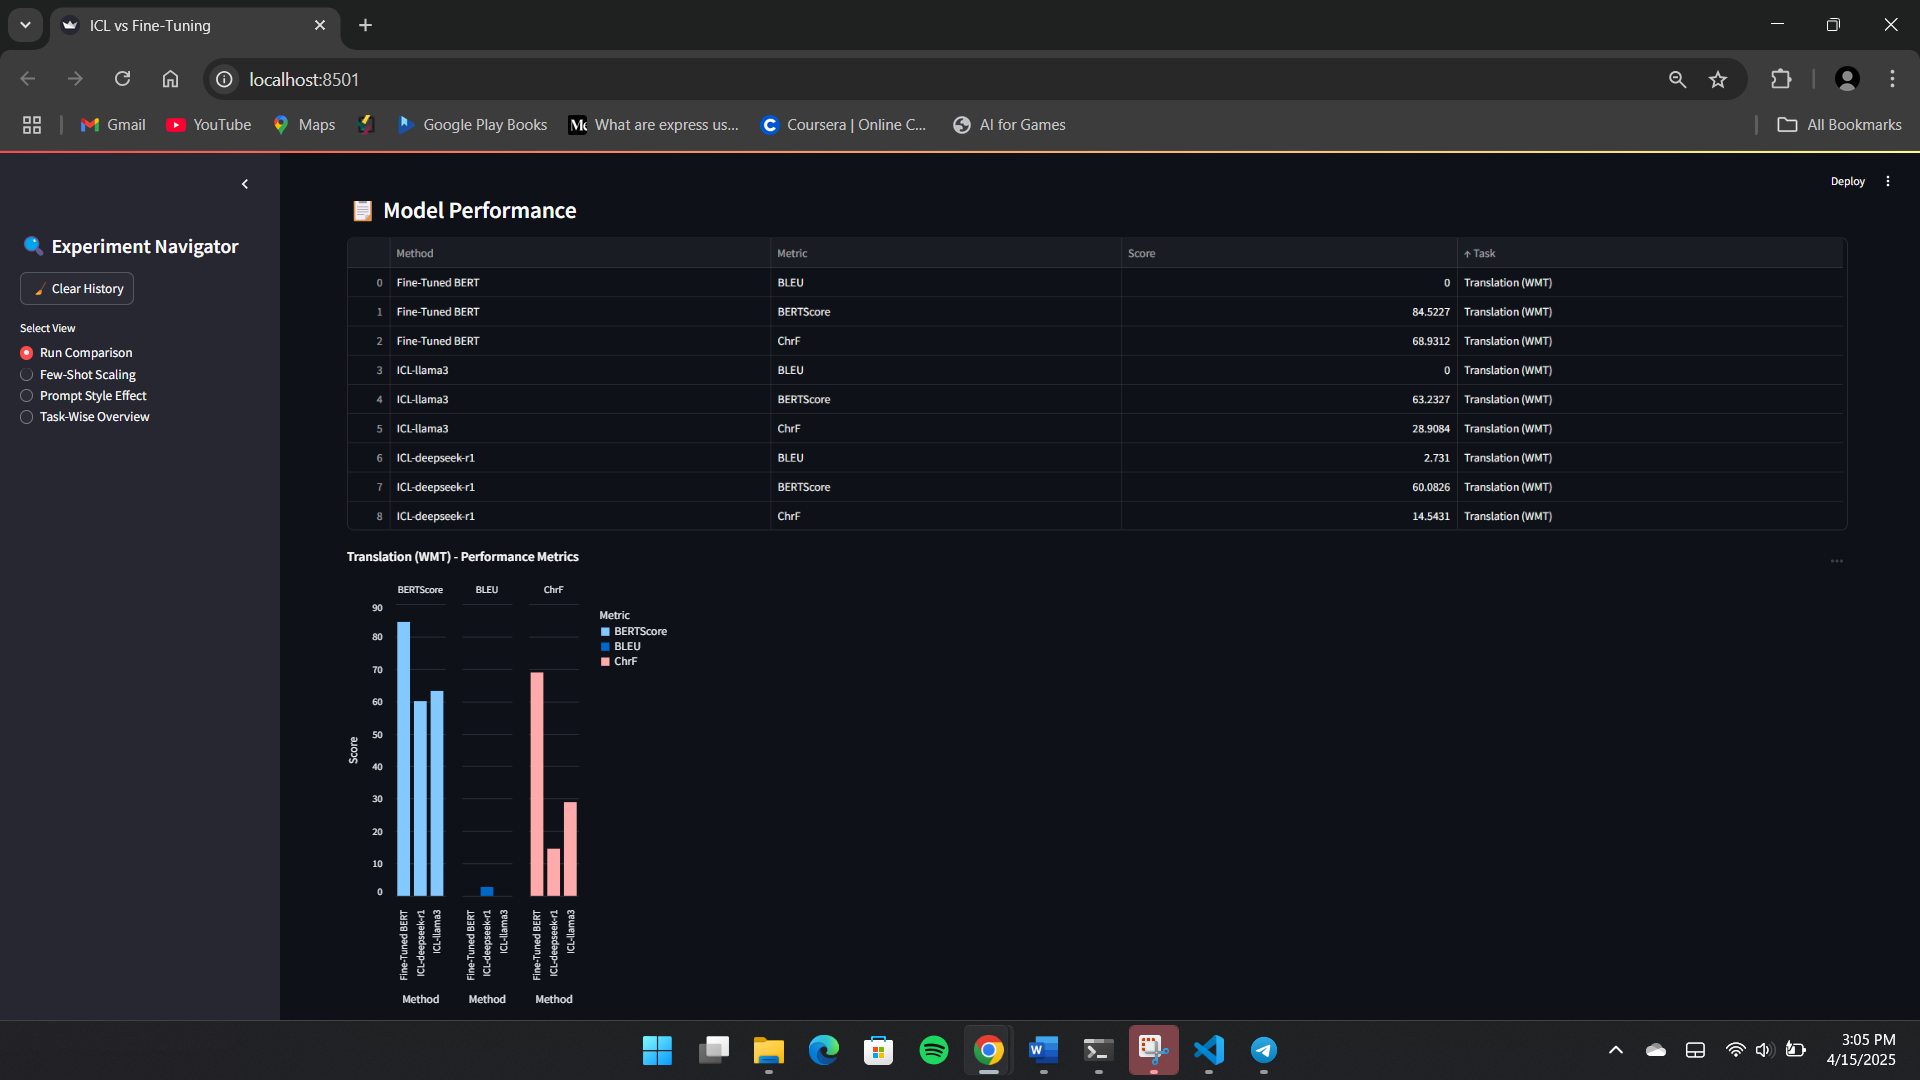 ICL vs Fine-Tuning
localhost:8501
Gmail
YouTube
Maps
Google Play Books
What are express us...
Coursera | Online C...
AI for Games
All Bookmarks
Deploy
Experiment Navigator
Clear History
Select View
Run Comparison
Few-Shot Scaling
Prompt Style Effect
Task-Wise Overview
Model Performance
Method Metric Score ↑ Task
0 Fine-Tuned BERT BLEU 0 Translation (WMT)
1 Fine-Tuned BERT BERTScore 84.5227 Translation (WMT)
2 Fine-Tuned BERT ChrF 68.9312 Translation (WMT)
3 ICL-llama3 BLEU 0 Translation (WMT)
4 ICL-llama3 BERTScore 63.2327 Translation (WMT)
5 ICL-llama3 ChrF 28.9084 Translation (WMT)
6 ICL-deepseek-r1 BLEU 2.731 Translation (WMT)
7 ICL-deepseek-r1 BERTScore 60.0826 Translation (WMT)
8 ICL-deepseek-r1 ChrF 14.5431 Translation (WMT)
Translation (WMT) - Performance Metrics
BERTScore BLEU ChrF
90
80
70
60
50
40
30
20
10
0
Score
Metric
BERTScore
BLEU
ChrF
Fine-Tuned BERT
ICL-deepseek-r1
ICL-llama3
Fine-Tuned BERT
ICL-deepseek-r1
ICL-llama3
Fine-Tuned BERT
ICL-deepseek-r1
ICL-llama3
Method Method Method
3:05 PM
4/15/2025